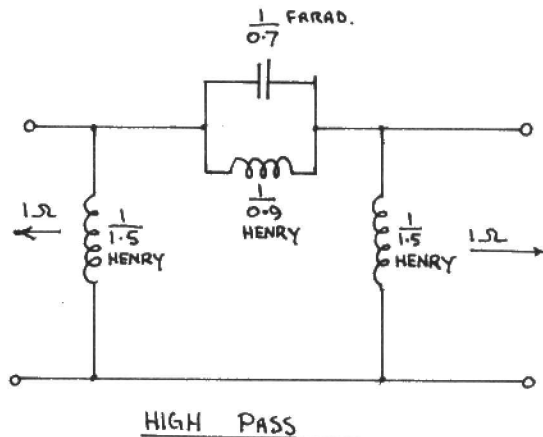 1/0.7 FARAD.
1/0.9
HENRY
1Ω
1/1.5
HENRY
1/1.5
HENRY
1Ω
HIGH PASS